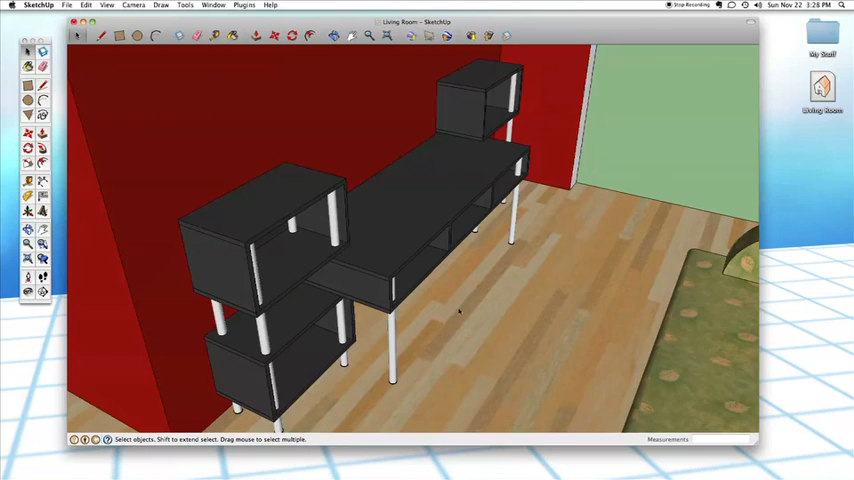 SketchUp File Edit View Camera Draw Tools Window Plugins Help
Stop Recording
Sun Nov 22 3:28 PM
Living Room - SketchUp
My Stuff
Living Room
Select objects. Shift to extend select. Drag mouse to select multiple.
Measurements